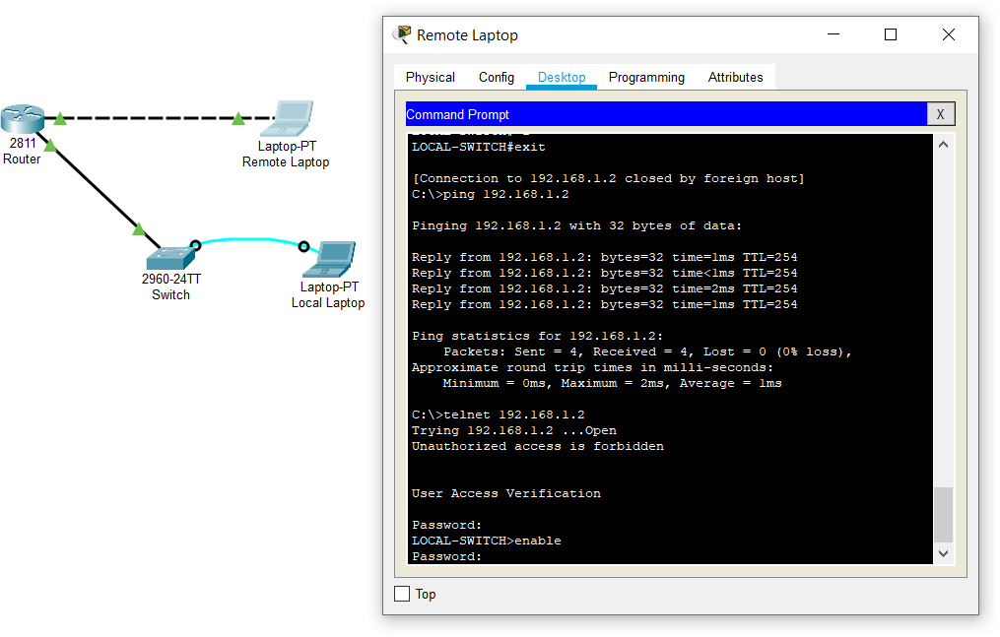 2811
Router
Laptop-PT
Remote Laptop
2960-24TT
Switch
Laptop-PT
Local Laptop
Remote Laptop
Physical Config Desktop Programming Attributes
Command Prompt X
LOCAL-SWITCH#exit
[Connection to 192.168.1.2 closed by foreign host]
C:\>ping 192.168.1.2
Pinging 192.168.1.2 with 32 bytes of data:
Reply from 192.168.1.2: bytes=32 time=1ms TTL=254
Reply from 192.168.1.2: bytes=32 time<1ms TTL=254
Reply from 192.168.1.2: bytes=32 time=2ms TTL=254
Reply from 192.168.1.2: bytes=32 time=1ms TTL=254
Ping statistics for 192.168.1.2:
Packets: Sent = 4, Received = 4, Lost = 0 (0% loss),
Approximate round trip times in milli-seconds:
Minimum = 0ms, Maximum = 2ms, Average = 1ms
C:\>telnet 192.168.1.2
Trying 192.168.1.2 ...Open
Unauthorized access is forbidden
User Access Verification
Password:
LOCAL-SWITCH>enable
Password:
Top